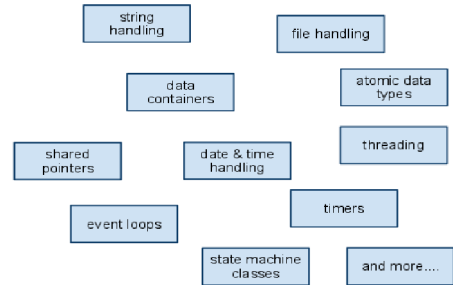 string
handling
file handling
data
containers
atomic data
types
threading
shared
pointers
date & time
handling
timers
event loops
state machine
classes
and more....